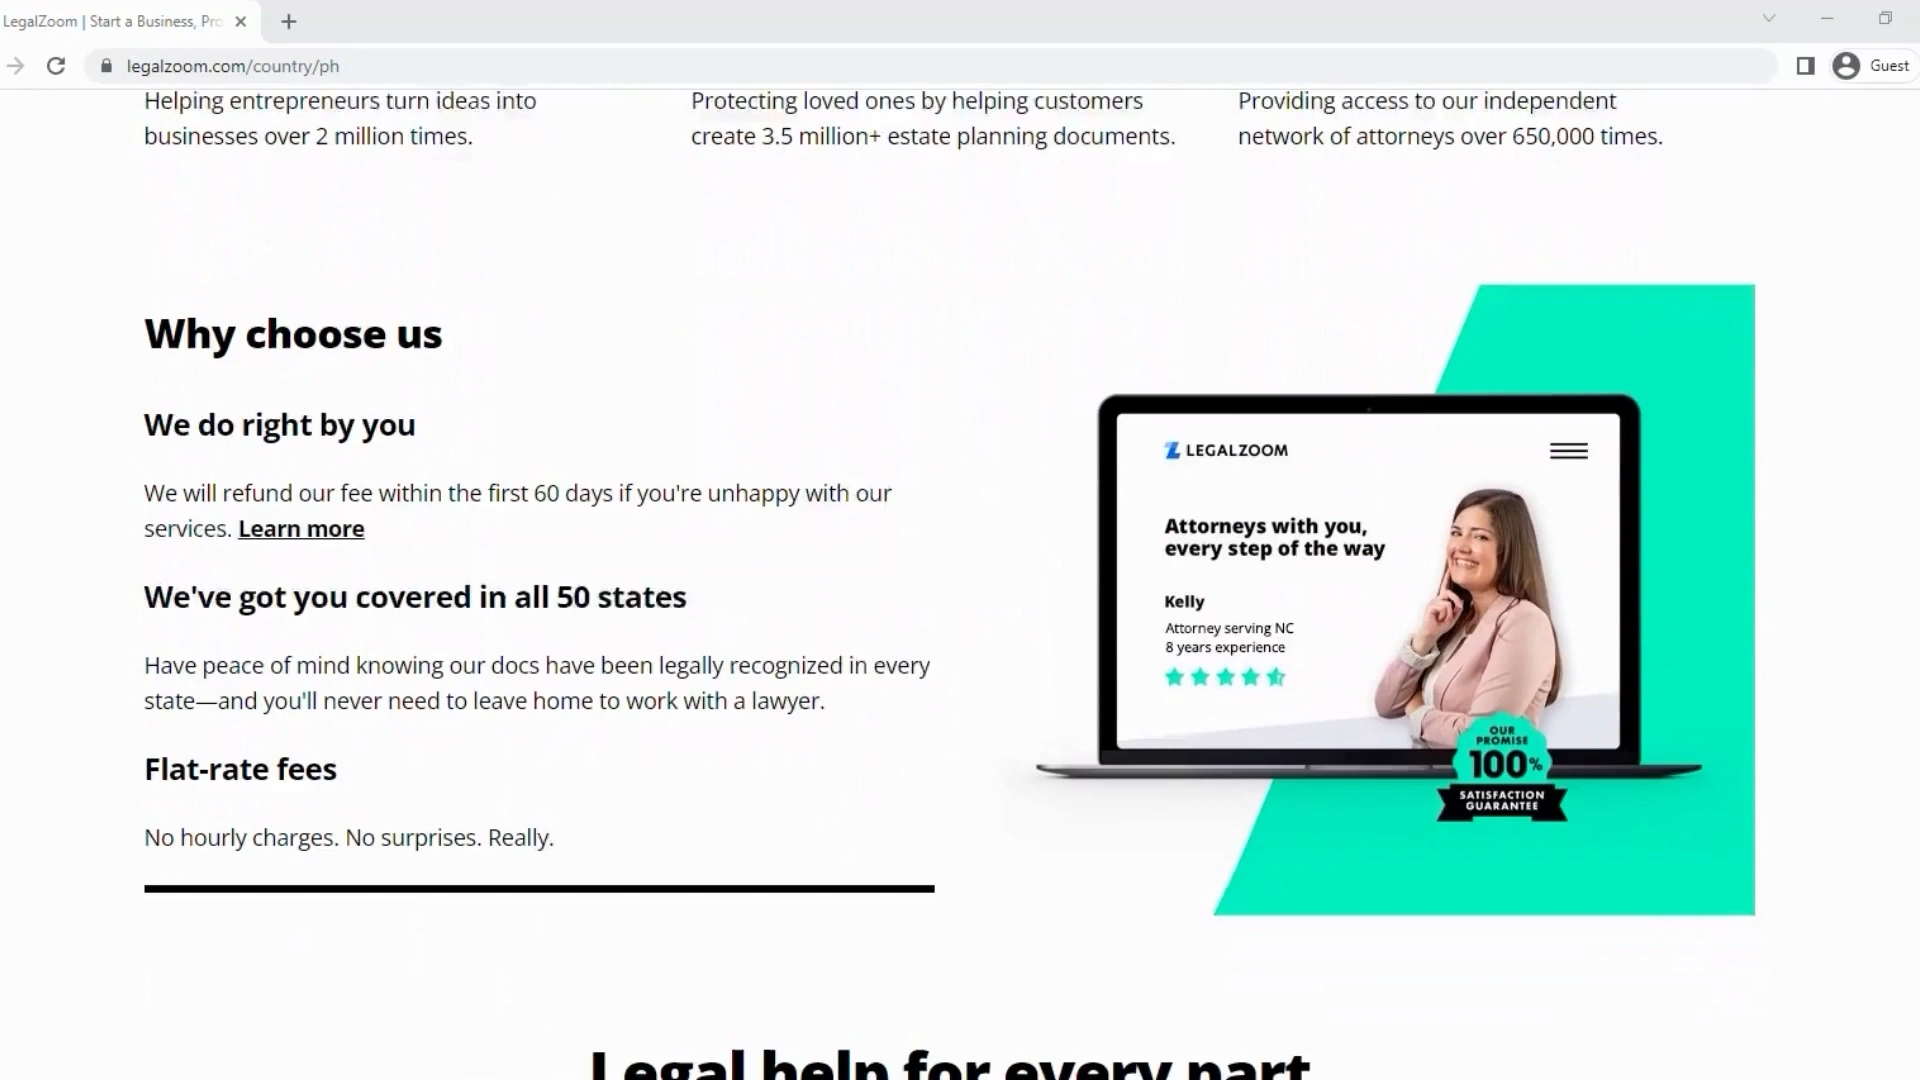 LegalZoom | Start a Business, Pro
legalzoom.com/country/ph
Guest
Helping entrepreneurs turn ideas into
businesses over 2 million times.
Protecting loved ones by helping customers
create 3.5 million+ estate planning documents.
Providing access to our independent
network of attorneys over 650,000 times.
Why choose us
We do right by you
We will refund our fee within the first 60 days if you're unhappy with our
services. Learn more
We've got you covered in all 50 states
Have peace of mind knowing our docs have been legally recognized in every
state—and you'll never need to leave home to work with a lawyer.
Flat-rate fees
No hourly charges. No surprises. Really.
LEGALZOOM
Attorneys with you,
every step of the way
Kelly
Attorney serving NC
8 years experience
OUR
PROMISE
100%
SATISFACTION
GUARANTEE
Legal help for every part